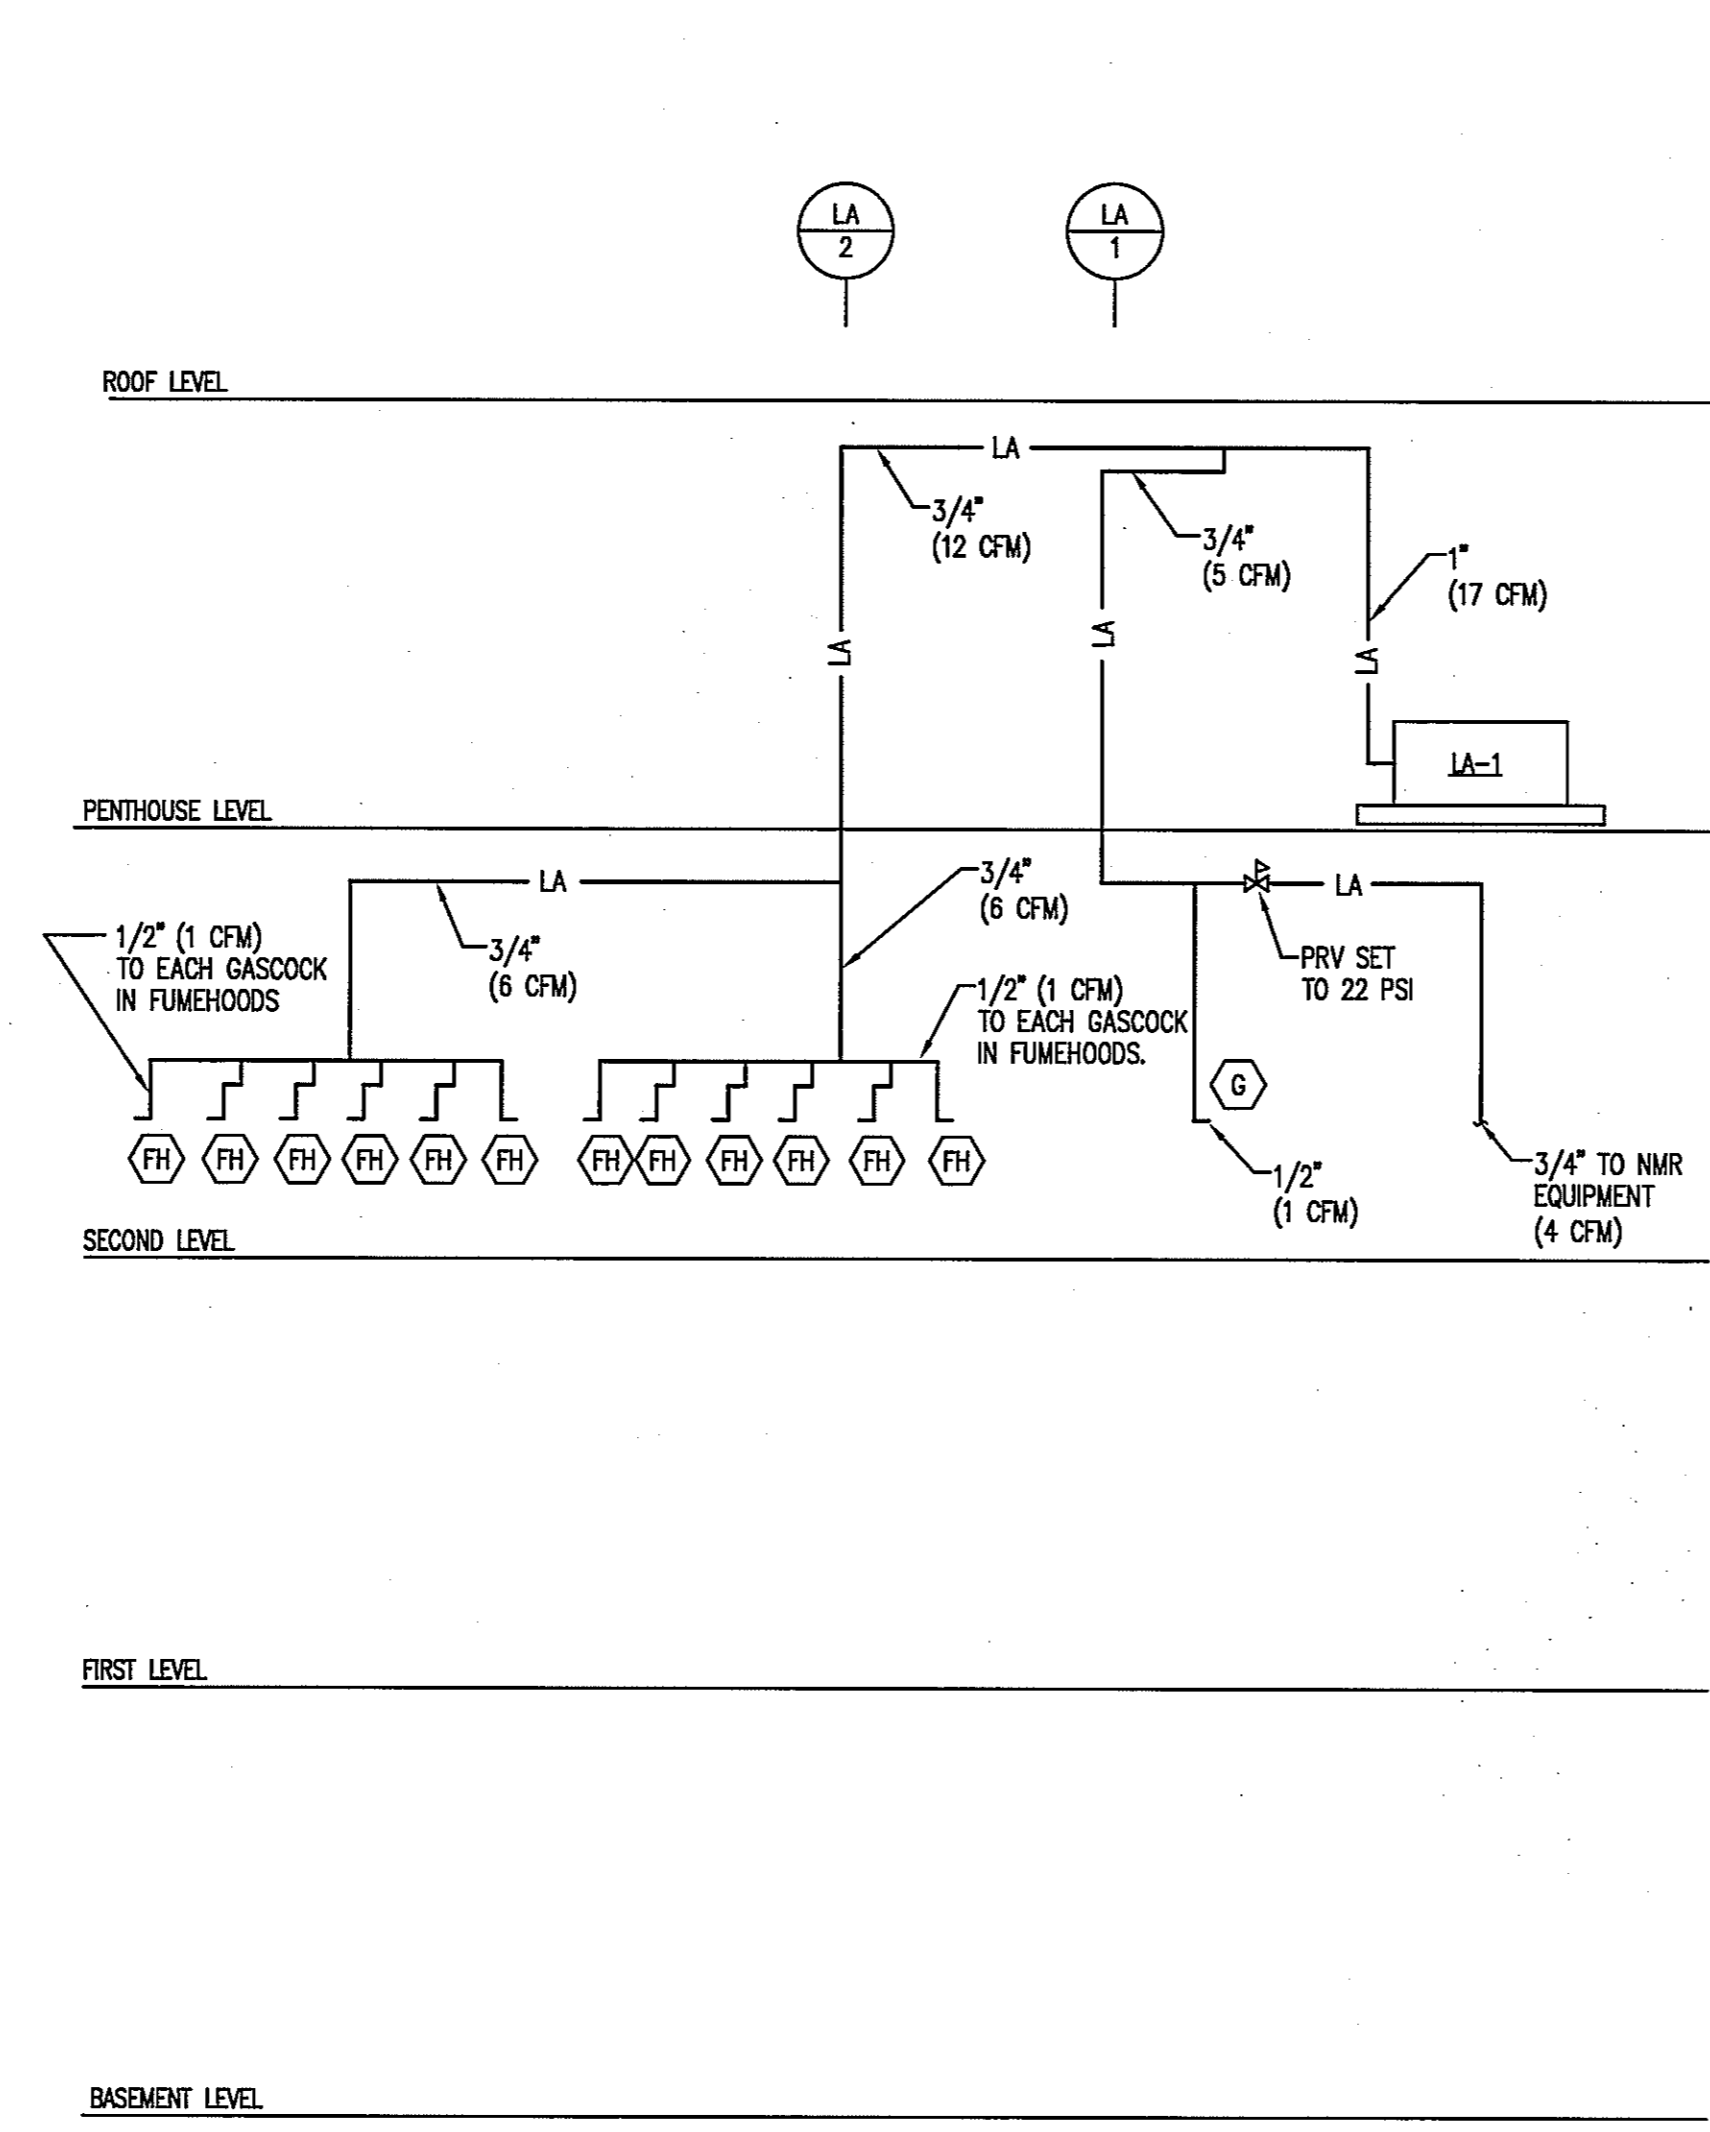 LA
2
LA
1
ROOF LEVEL
LA
3/4"
(12 CFM)
3/4"
(5 CFM)
1"
(17 CFM)
LA
LA
LA
LA-1
PENTHOUSE LEVEL
LA
3/4"
(6 CFM)
LA
1/2" (1 CFM)
TO EACH GASCOCK
IN FUMEHOODS
3/4"
(6 CFM)
PRV SET
TO 22 PSI
1/2" (1 CFM)
TO EACH GASCOCK
IN FUMEHOODS.
G
FH FH FH FH FH FH FH FH FH FH FH FH
1/2"
(1 CFM)
3/4" TO NMR
EQUIPMENT
(4 CFM)
SECOND LEVEL
FIRST LEVEL
BASEMENT LEVEL